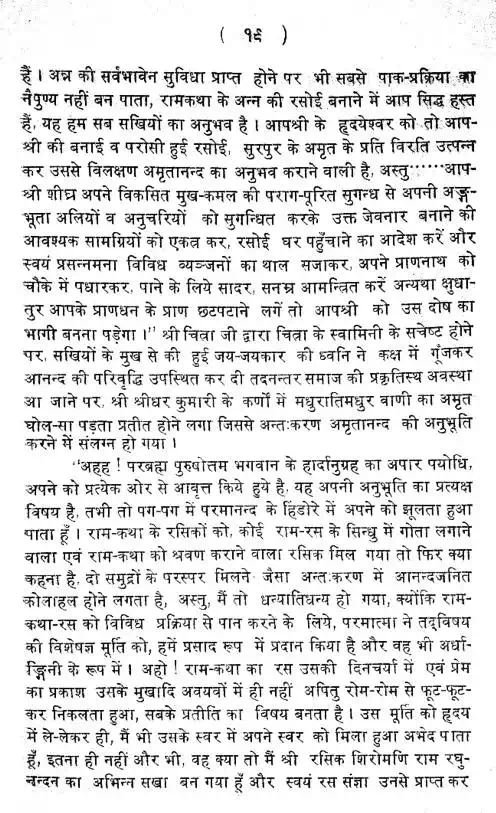 ( १९ )
हैं । अन्न की सर्वभावेन सुविधा प्राप्त होने पर भी सबसे पाक-प्रक्रिया का
नैपुण्य नहीं बन पाता, रामकथा के अन्न की रसोई बनाने में आप सिद्ध हस्त
हैं, यह हम सब सखियों का अनुभव है । आपश्री के हृदयेश्वर को तो आप-
श्री की बनाई व परोसी हुई रसोई, सुरपुर के अमृत के प्रति विरति उत्पन्न
कर उससे विलक्षण अमृतानन्द का अनुभव कराने वाली है, अस्तु······आप-
श्री शीघ्र अपने विकसित मुख-कमल की पराग-पूरित सुगन्ध से अपनी अङ्ग-
भूता अलियों व अनुचरियों को सुगन्धित करके उक्त जेवनार बनाने की
आवश्यक सामग्रियों को एकत्र कर, रसोई घर पहुँचाने का आदेश करें और
स्वयं प्रसन्नमना विविध व्यञ्जनों का थाल सजाकर, अपने प्राणनाथ को
चौके में पधारकर, पाने के लिये सादर, सनम्र आमन्त्रित करें अन्यथा क्षुधा-
तुर आपके प्राणधन के प्राण छटपटाने लगें तो आपश्री को उस दोष का
भागी बनना पड़ेगा ।" श्री चित्रा जी द्वारा चित्रा के स्वामिनी के सचेष्ट होने
पर, सखियों के मुख से की हुई जय-जयकार की ध्वनि ने कक्ष में गूँजकर
आनन्द की परिवृद्धि उपस्थित कर दी तदनन्तर समाज की प्रकृतिस्थ अवस्था
आ जाने पर, श्री श्रीधर कुमारी के कर्णों में मधुरातिमधुर वाणी का अमृत
घोल-सा पड़ता प्रतीत होने लगा जिससे अन्तःकरण अमृतानन्द की अनुभूति
करने में संलग्न हो गया ।
"अहह ! परब्रह्म पुरुषोतम भगवान के हार्दानुग्रह का अपार पयोधि,
अपने को प्रत्येक ओर से आवृत्त किये हुये है, यह अपनी अनुभूति का प्रत्यक्ष
विषय है, तभी तो पग-पग में परमानन्द के हिंडोरे में अपने को झूलता हुआ
पाता हूँ । राम-कथा के रसिकों को, कोई राम-रस के सिन्धु में गोता लगाने
वाला एवं राम-कथा को श्रवण कराने वाला रसिक मिल गया तो फिर क्या
कहना है, दो समुद्रों के परस्पर मिलने जैसा अन्तःकरण में आनन्दजनित
कोलाहल होने लगता है, अस्तु, मैं तो धन्यातिधन्य हो गया, क्योंकि राम-
कथा-रस को विविध प्रक्रिया से पान करने के लिये, परमात्मा ने तद्विषय
की विशेषज्ञ मूर्ति को, हमें प्रसाद रूप में प्रदान किया है और वह भी अर्धा-
ङ्गिनी के रूप में । अहो ! राम-कथा का रस उसकी दिनचर्या में एवं प्रेम
का प्रकाश उसके मुखादि अवयवों में ही नहीं अपितु रोम-रोम से फूट-फूट-
कर निकलता हुआ, सबके प्रतीति का विषय बनता है । उस मूर्ति को हृदय
में ले-लेकर ही, मैं भी उसके स्वर में अपने स्वर को मिला हुआ अभेद पाता
हूँ, इतना ही नहीं और भी, वह क्या तो मैं श्री रसिक शिरोमणि राम रघु-
नन्दन का अभिन्न सखा बन गया हूँ और स्वयं रस संज्ञा उनसे प्राप्त कर